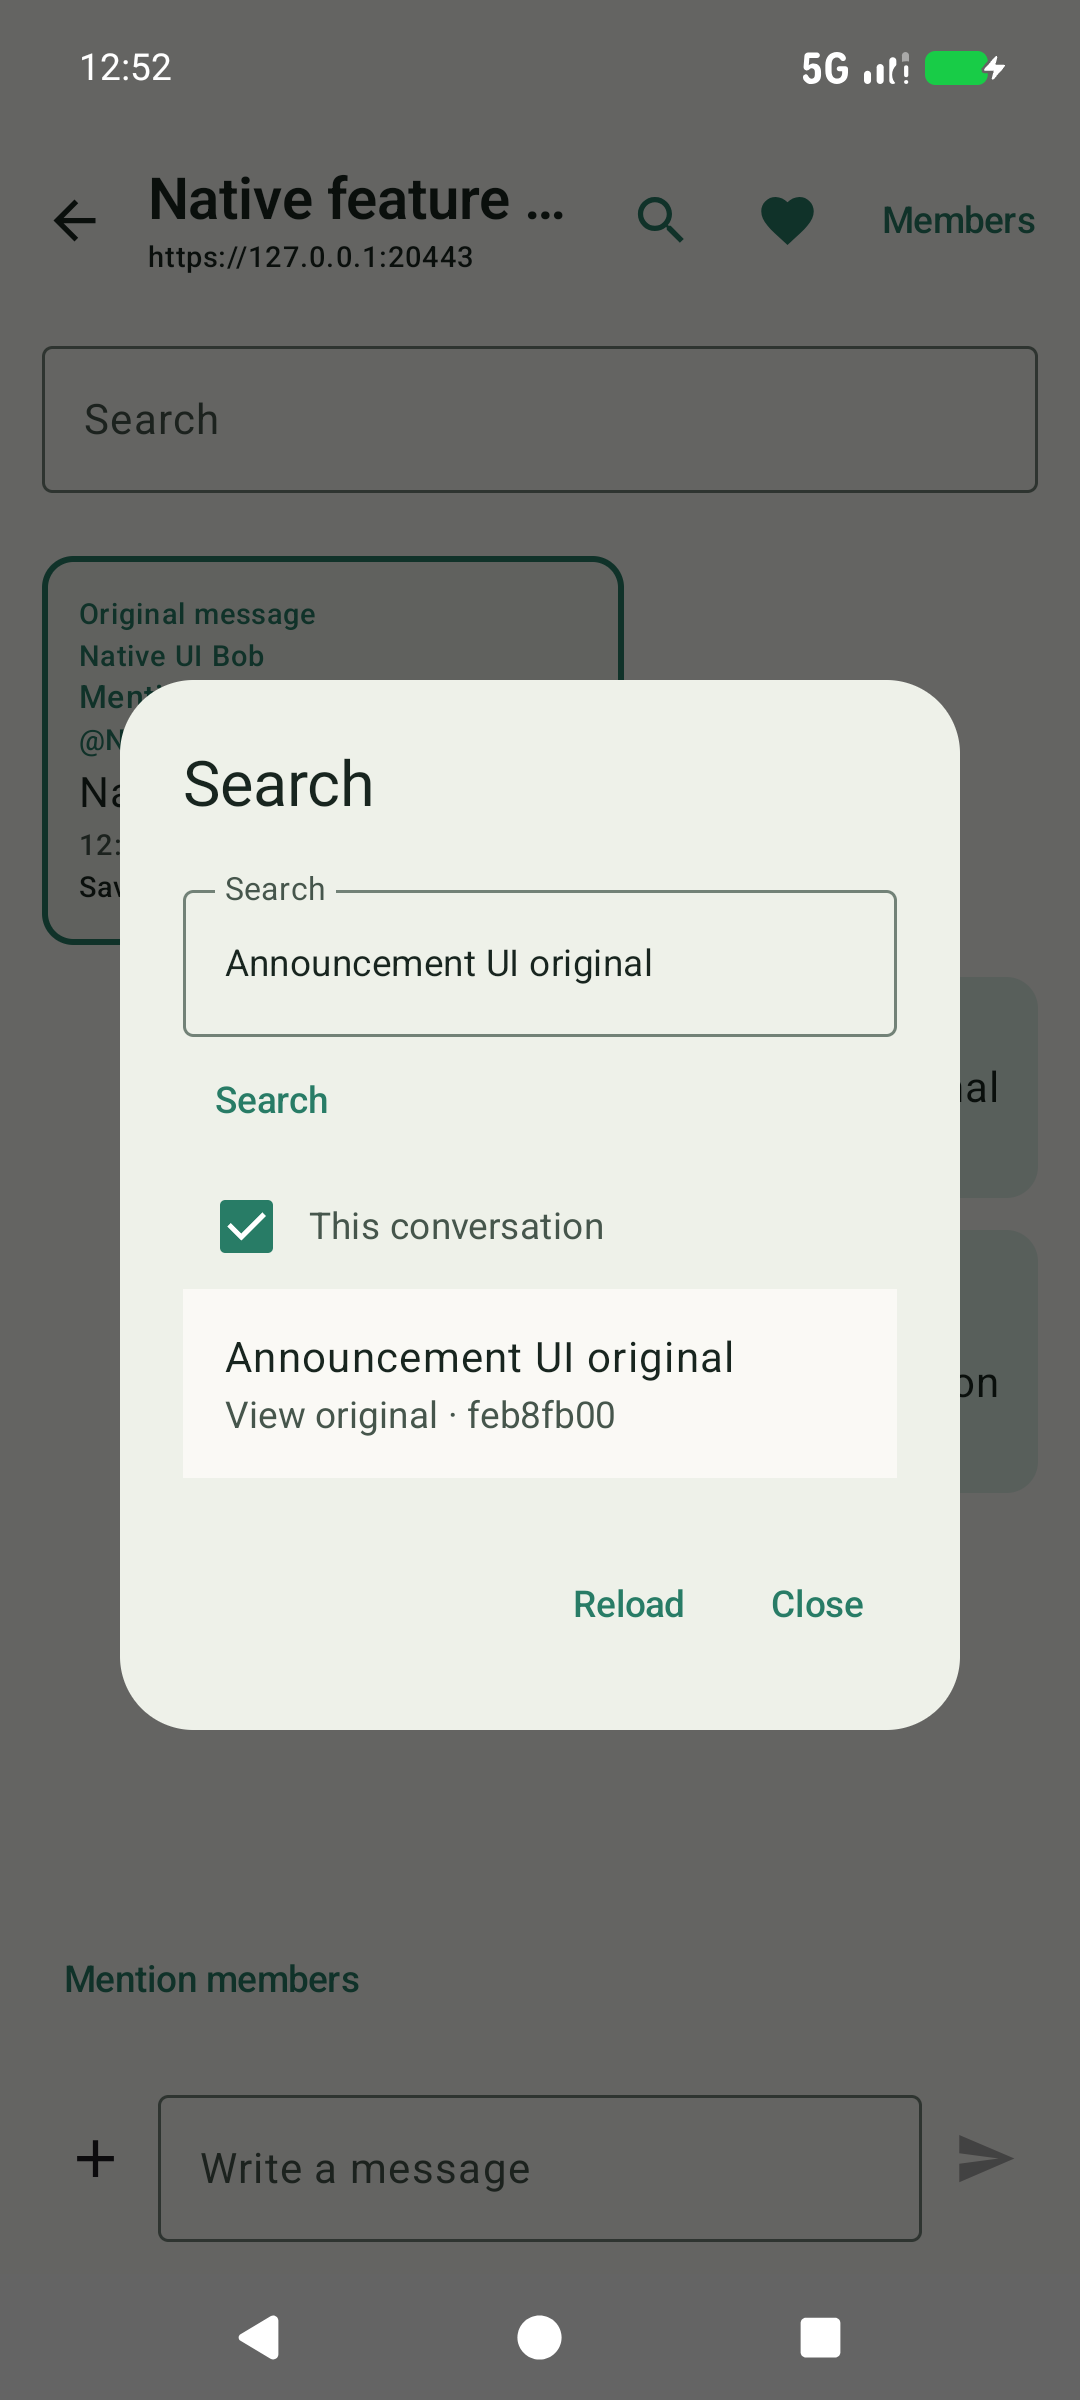 12:52
5G
Native feature …
https://127.0.0.1:20443
Members
Search
Original message
Native UI Bob
Search
Search
Announcement UI original
Search
This conversation
Announcement UI original
View original · feb8fb00
Reload
Close
Mention members
Write a message